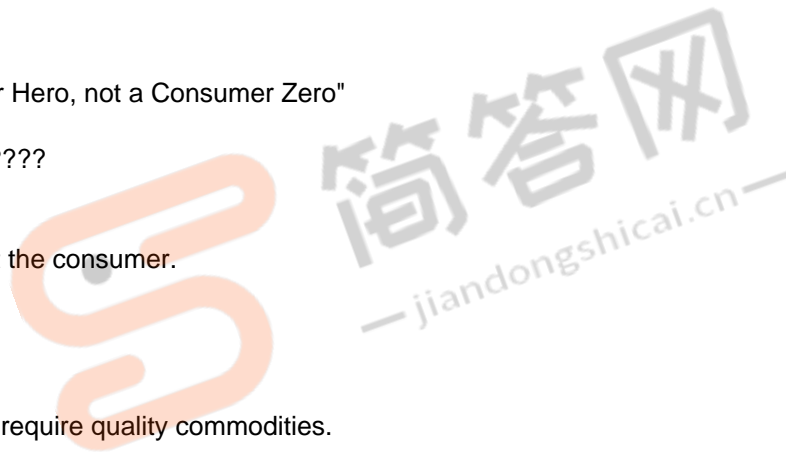 r Hero, not a Consumer Zero"
???
the consumer.
require quality commodities.
简答网
jiandongshicai.cn